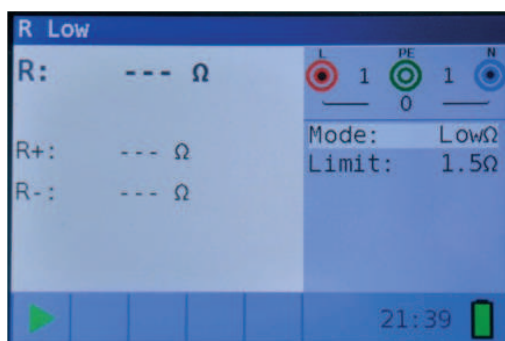 R Low
R: --- Ω
R+: --- Ω
R-: --- Ω
L PE N
1 1
0
Mode: LowΩ
Limit: 1.5Ω
21:39